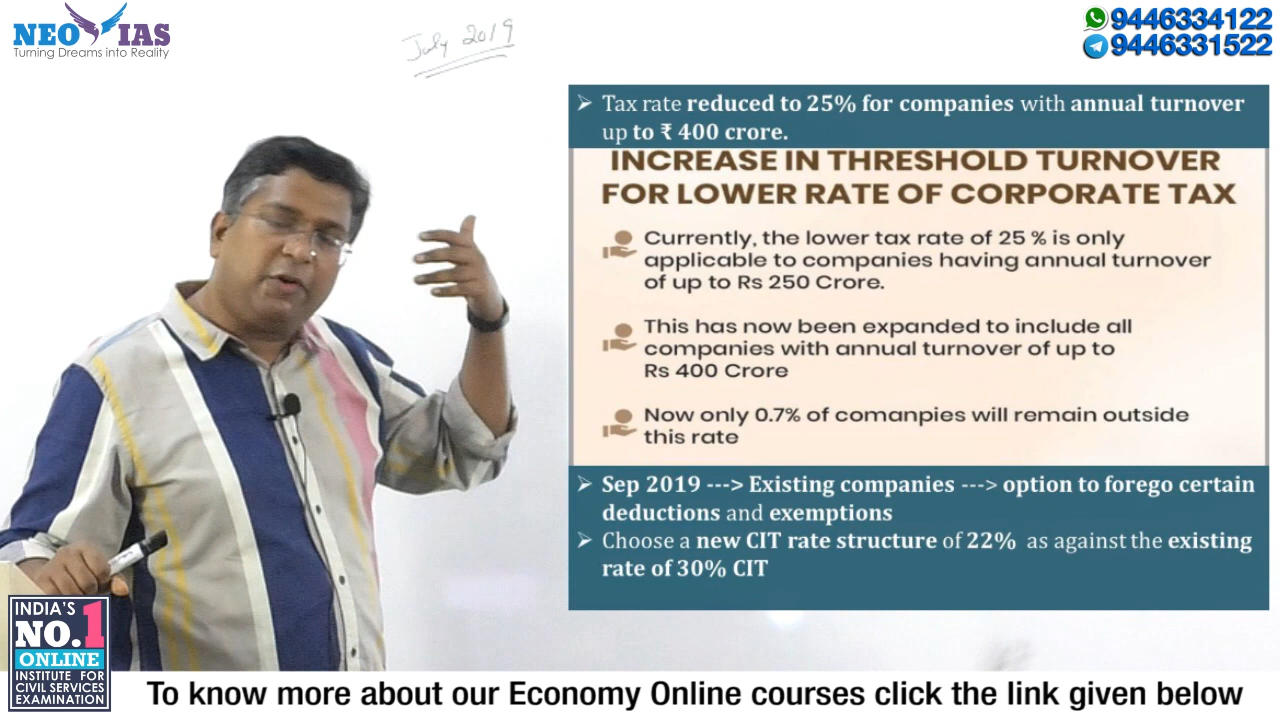 NEO IAS
Turning Dreams into Reality
July 2019
9446334122
9446331522
➢ Tax rate reduced to 25% for companies with annual turnover
up to ₹ 400 crore.
INCREASE IN THRESHOLD TURNOVER
FOR LOWER RATE OF CORPORATE TAX
Currently, the lower tax rate of 25 % is only
applicable to companies having annual turnover
of up to Rs 250 Crore.
This has now been expanded to include all
companies with annual turnover of up to
Rs 400 Crore
Now only 0.7% of comanpies will remain outside
this rate
➢ Sep 2019 ---> Existing companies ---> option to forego certain
deductions and exemptions
➢ Choose a new CIT rate structure of 22% as against the existing
rate of 30% CIT
INDIA'S
NO.1
ONLINE
INSTITUTE FOR
CIVIL SERVICES
EXAMINATION
To know more about our Economy Online courses click the link given below